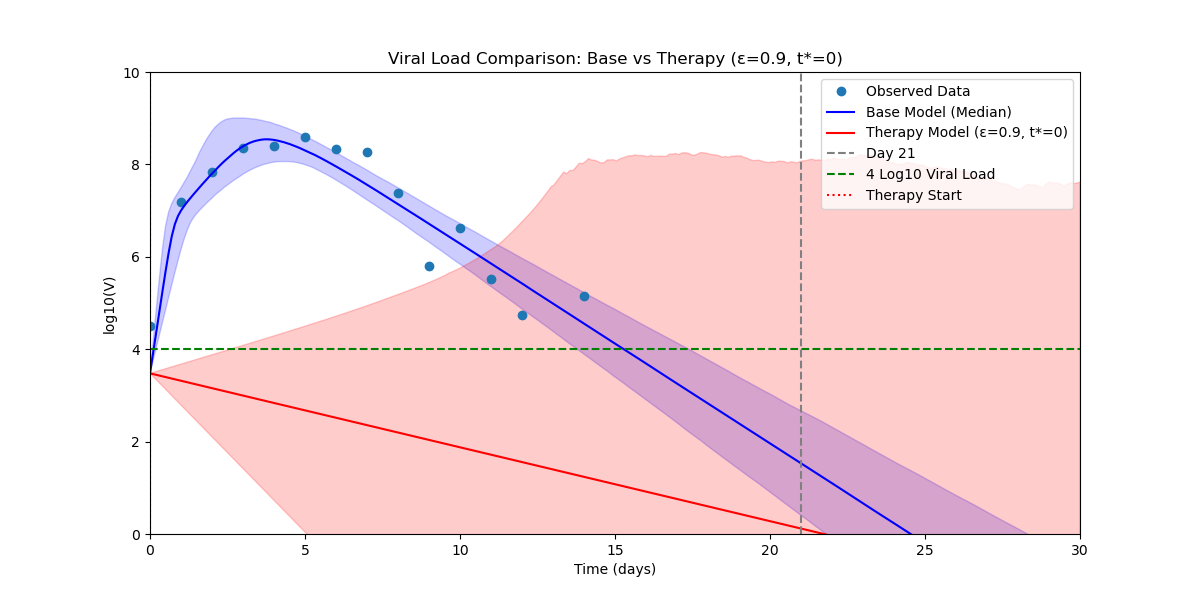 Viral Load Comparison: Base vs Therapy (ε=0.9, t*=0)
log10(V)
10
8
6
4
2
0
Observed Data
Base Model (Median)
Therapy Model (ε=0.9, t*=0)
Day 21
4 Log10 Viral Load
Therapy Start
0 5 10 15 20 25 30
Time (days)